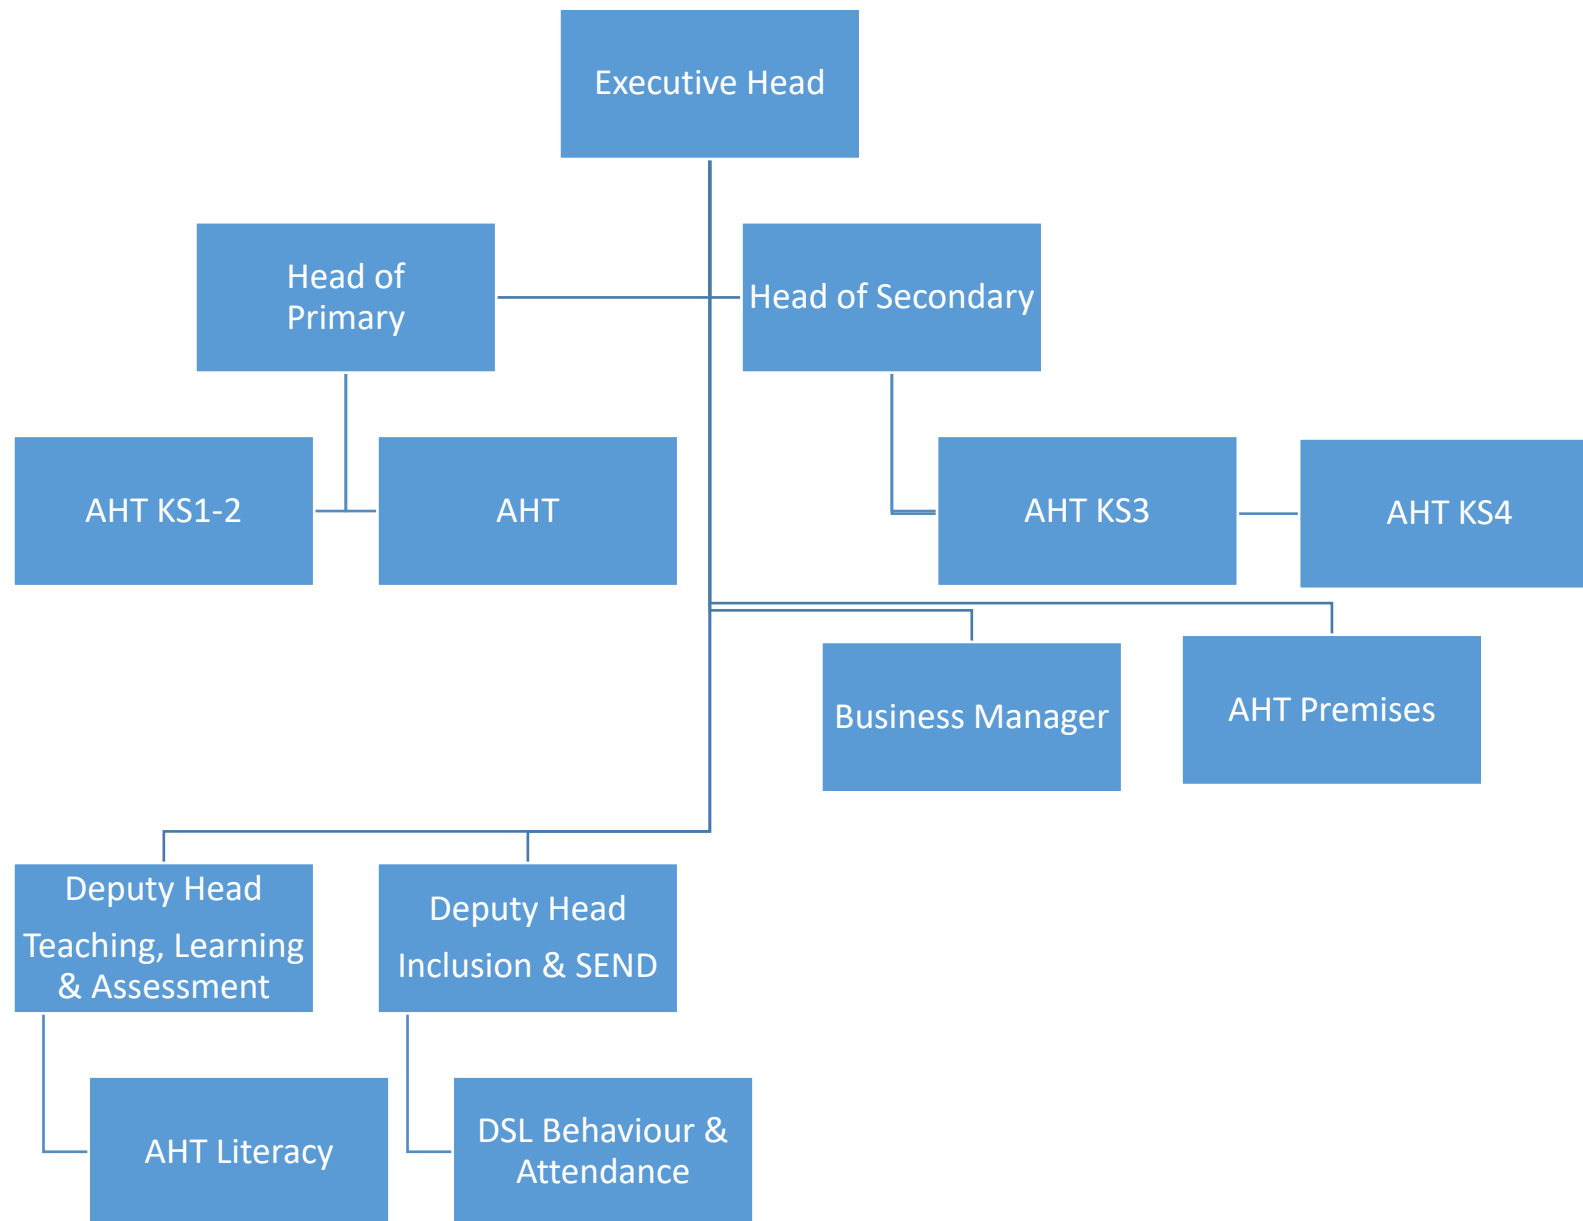 Executive Head
Head of
Primary
Head of Secondary
AHT KS1-2
AHT
AHT KS3
AHT KS4
Business Manager
AHT Premises
Deputy Head
Teaching, Learning
& Assessment
Deputy Head
Inclusion & SEND
AHT Literacy
DSL Behaviour &
Attendance